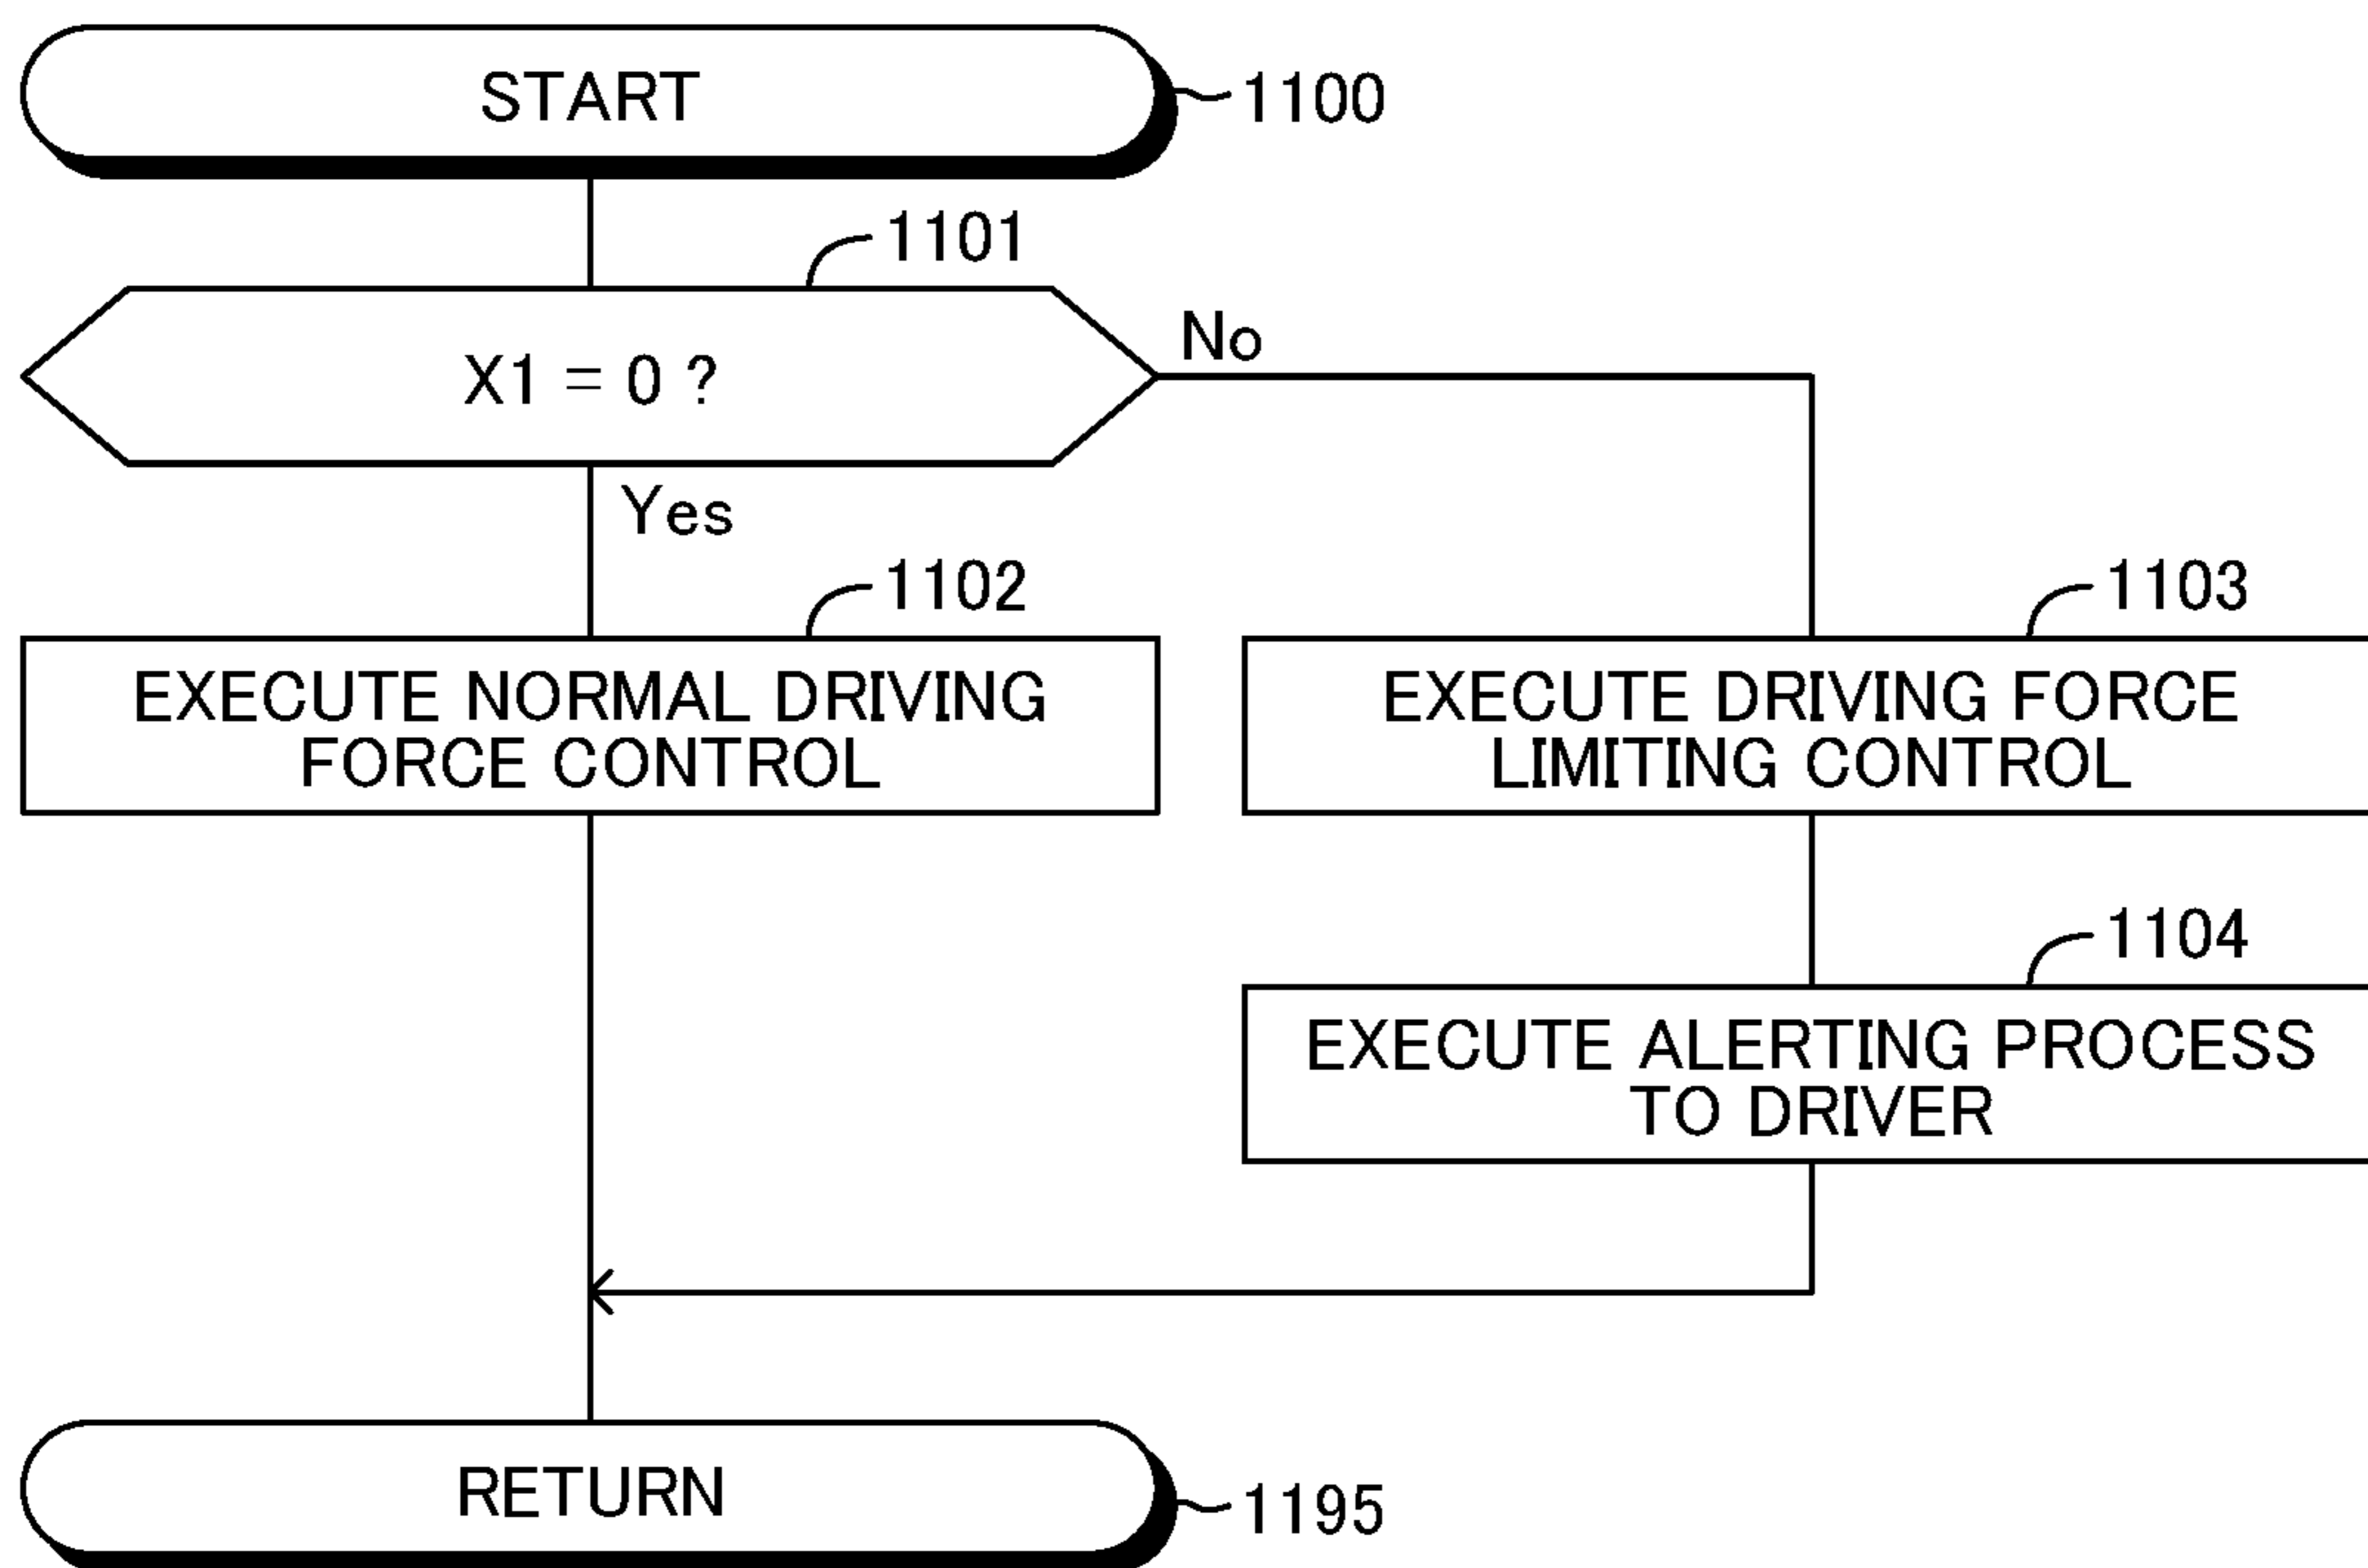 START
1100
1101
X1 = 0 ?
No
Yes
1102
EXECUTE NORMAL DRIVING
FORCE CONTROL
1103
EXECUTE DRIVING FORCE
LIMITING CONTROL
1104
EXECUTE ALERTING PROCESS
TO DRIVER
RETURN
1195